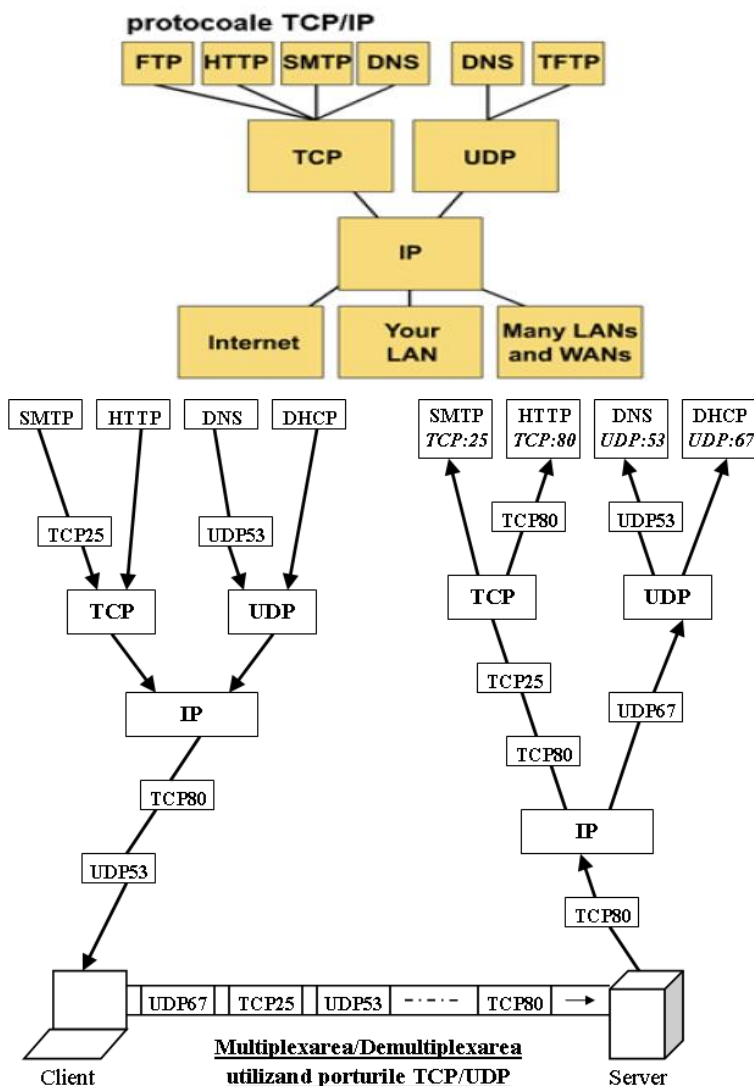 protocoale TCP/IP
FTP HTTP SMTP DNS DNS TFTP
TCP UDP
IP
Internet
Your
LAN
Many LANs
and WANs
SMTP HTTP DNS DHCP
TCP25 UDP53
TCP UDP
IP
TCP80
UDP53
SMTP
TCP:25
HTTP
TCP:80
DNS
UDP:53
DHCP
UDP:67
TCP80 UDP53
TCP UDP
TCP25
UDP67
TCP80
IP
TCP80
UDP67 TCP25 UDP53 TCP80
Client
Multiplexarea/Demultiplexarea
utilizand porturile TCP/UDP
Server